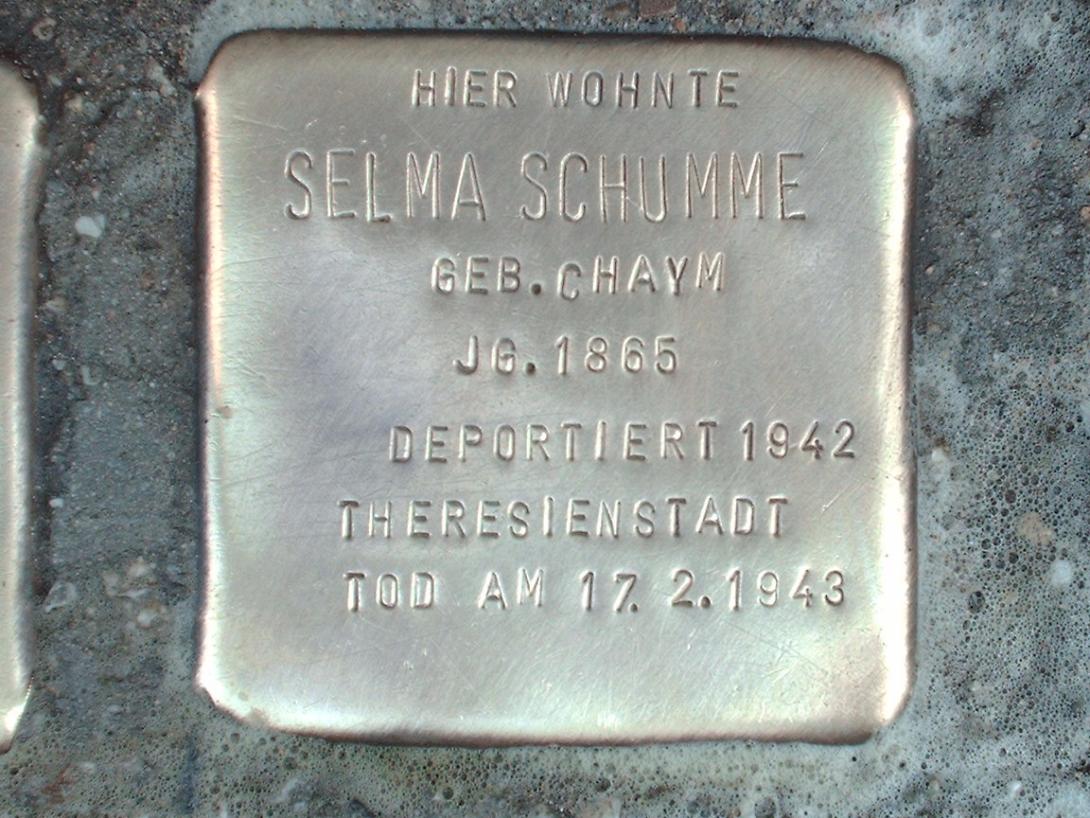 HIER WOHNTE
SELMA SCHUMME
GEB. CHAYM
JG. 1865
DEPORTIERT 1942
THERESIENSTADT
TOD AM 17. 2. 1943